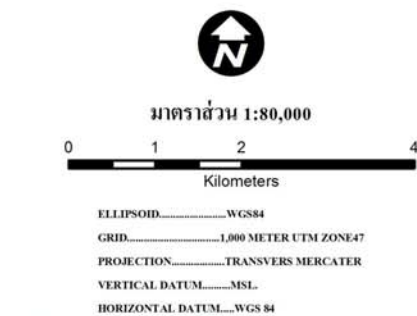 N
มาตราส่วน 1:80,000
0 1 2 4
Kilometers
ELLIPSOID.......................WGS84
GRID................................1,000 METER UTM ZONE47
PROJECTION..................TRANSVERS MERCATER
VERTICAL DATUM..........MSL.
HORIZONTAL DATUM.....WGS 84